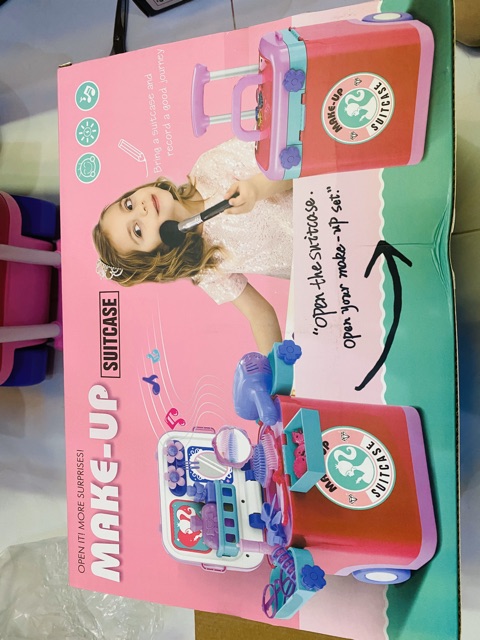 OPEN IT! MORE SURPRISES!
MAKE-UP SUITCASE
Bring a suitcase and
record a good journey
MAKE-UP
SUITCASE
"Open the suitcase.
Open your make-up set".
MAKE-UP
SUITCASE